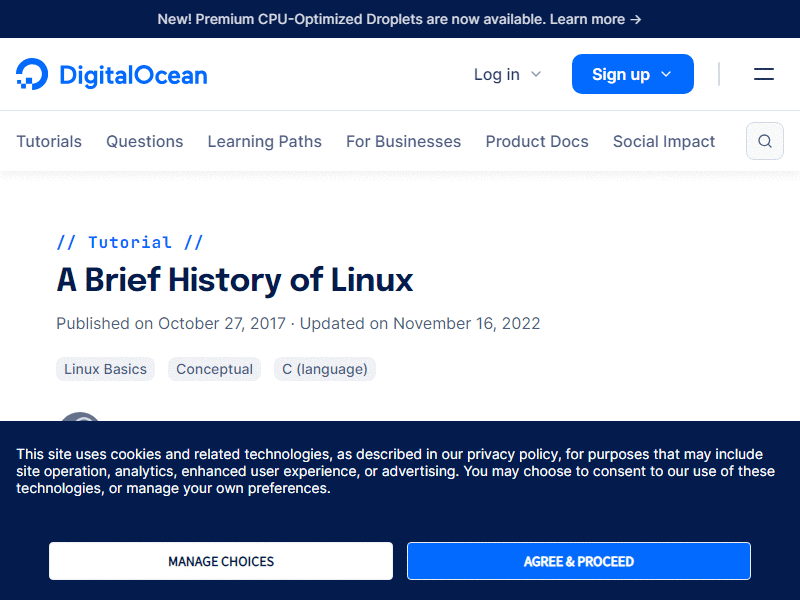 New! Premium CPU-Optimized Droplets are now available. Learn more →
DigitalOcean
Log in
Sign up
Tutorials
Questions
Learning Paths
For Businesses
Product Docs
Social Impact
// Tutorial //
A Brief History of Linux
Published on October 27, 2017 · Updated on November 16, 2022
Linux Basics
Conceptual
C (language)
This site uses cookies and related technologies, as described in our privacy policy, for purposes that may include
site operation, analytics, enhanced user experience, or advertising. You may choose to consent to our use of these
technologies, or manage your own preferences.
MANAGE CHOICES
AGREE & PROCEED